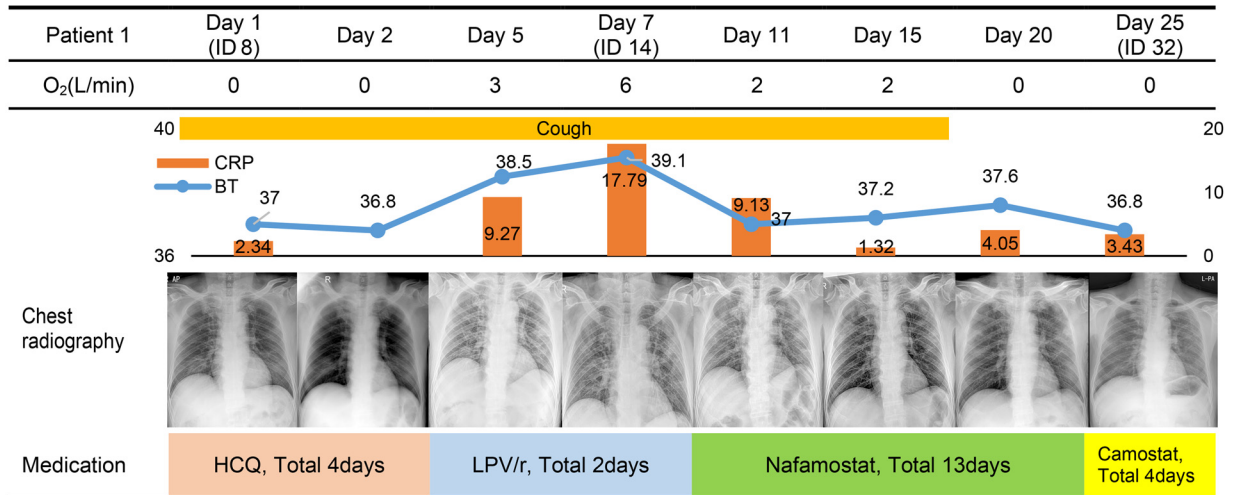 Patient 1 Day 1 (ID 8) Day 2 Day 5 Day 7 (ID 14) Day 11 Day 15 Day 20 Day 25 (ID 32)
O₂(L/min) 0 0 3 6 2 2 0 0
40 Cough 20
CRP
BT
37 36.8 38.5 39.1 37 37.2 37.6 36.8
10
2.34 9.27 17.79 9.13 1.32 4.05 3.43
36 0
AP R R R L-PA
Chest
radiography
Medication HCQ, Total 4days LPV/r, Total 2days Nafamostat, Total 13days Camostat,
Total 4days